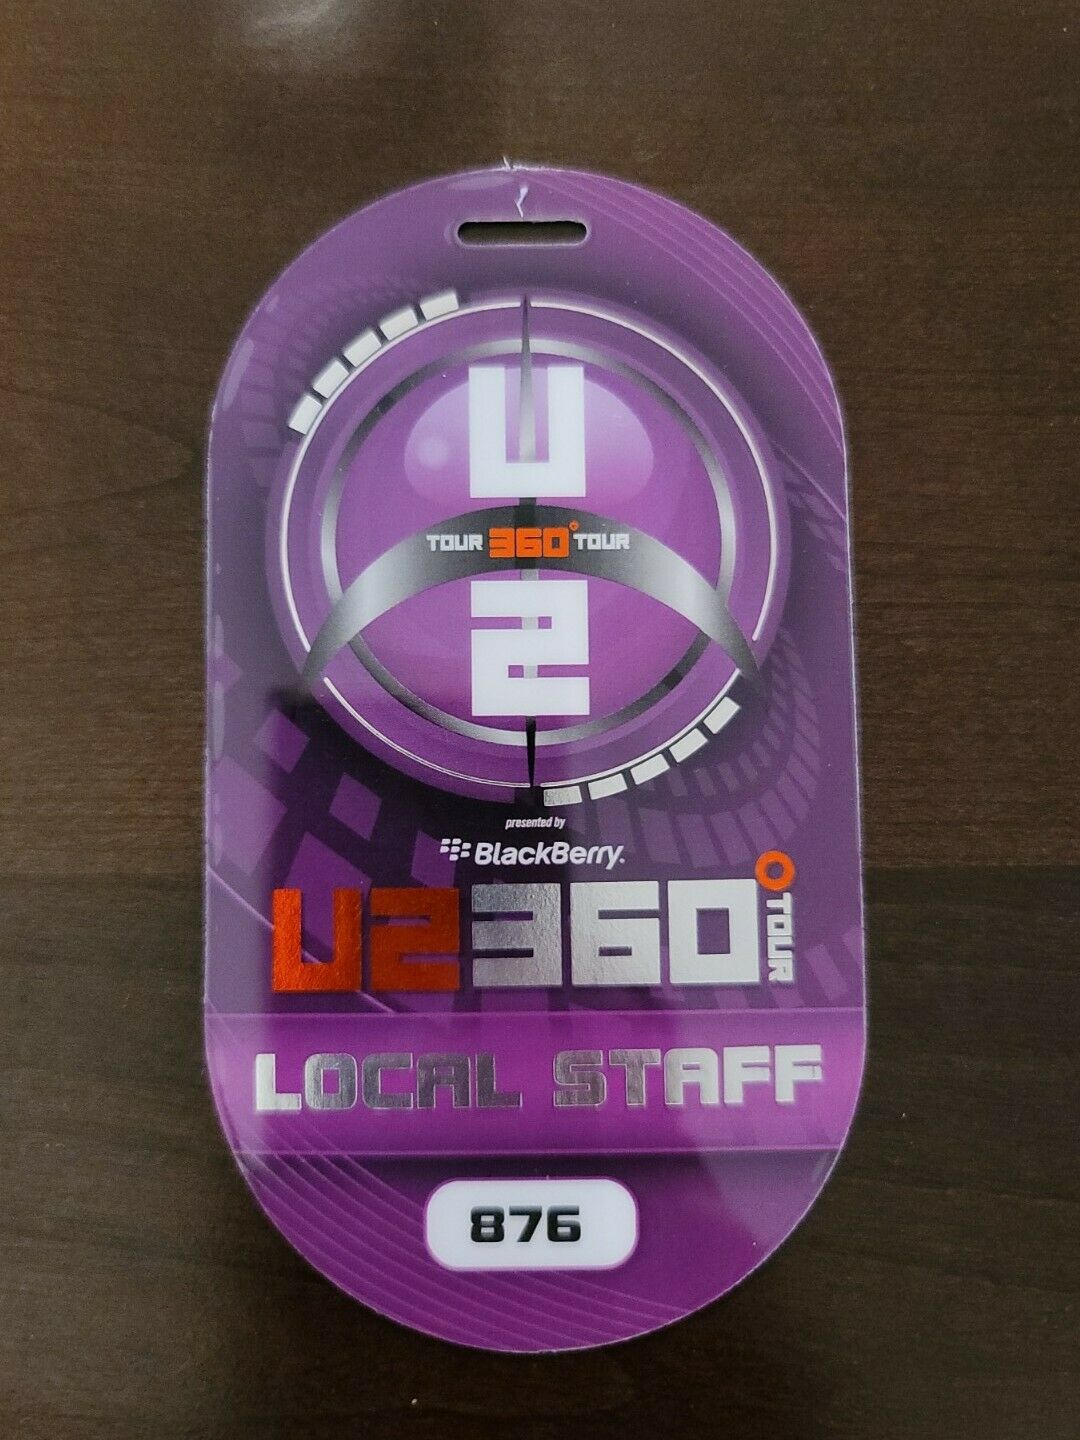 U
TOUR 360° TOUR
2
presented by
BlackBerry.
U2360° TOUR
LOCAL STAFF
876